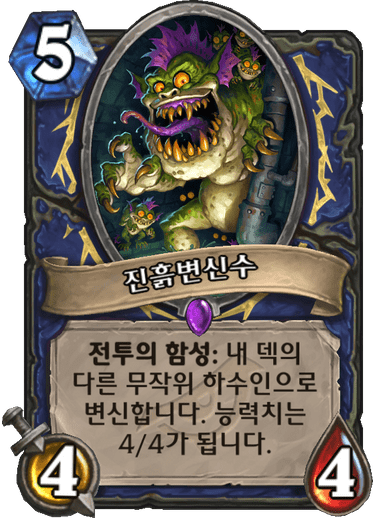 5
진흙변신수
전투의 함성: 내 덱의
다른 무작위 하수인으로
변신합니다. 능력치는
4/4가 됩니다.
4
4